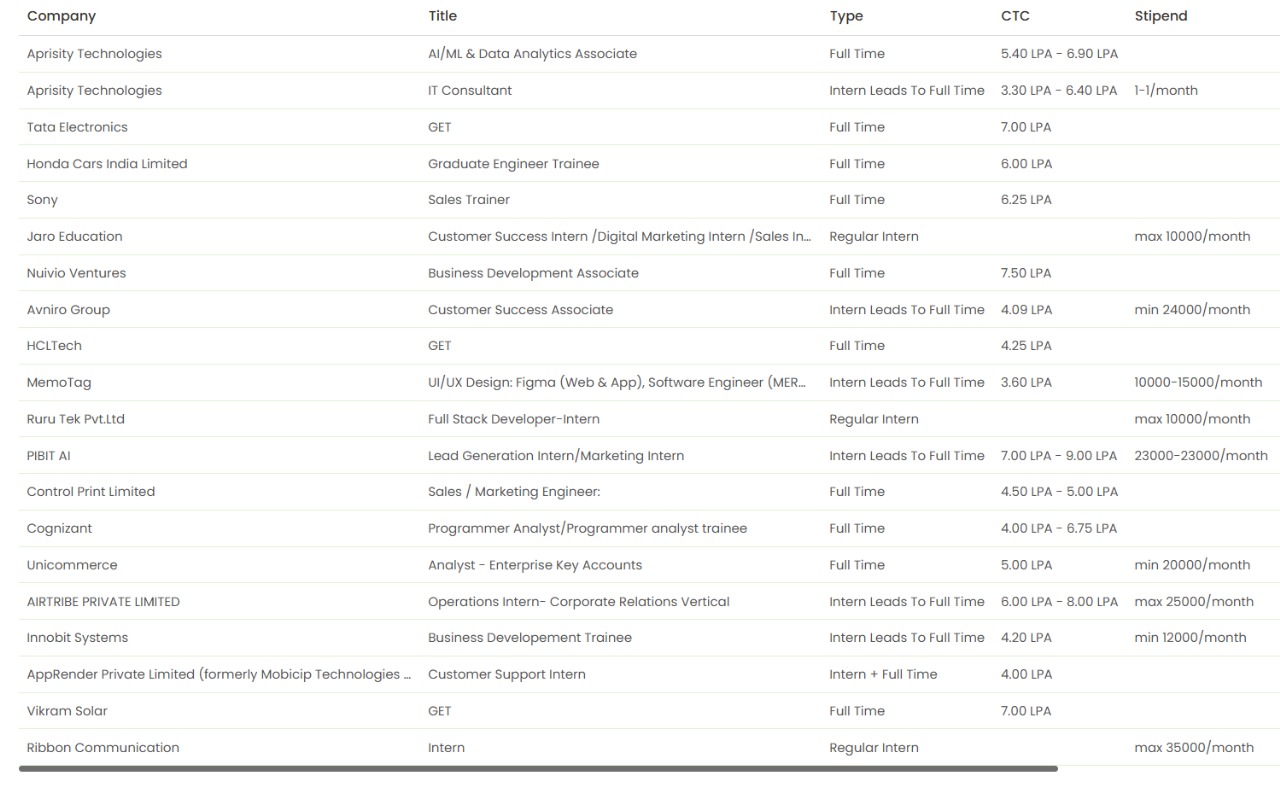 Company Title Type CTC Stipend
Aprisity Technologies AI/ML & Data Analytics Associate Full Time 5.40 LPA - 6.90 LPA
Aprisity Technologies IT Consultant Intern Leads To Full Time 3.30 LPA - 6.40 LPA 1-1/month
Tata Electronics GET Full Time 7.00 LPA
Honda Cars India Limited Graduate Engineer Trainee Full Time 6.00 LPA
Sony Sales Trainer Full Time 6.25 LPA
Jaro Education Customer Success Intern /Digital Marketing Intern /Sales In... Regular Intern max 10000/month
Nuivio Ventures Business Development Associate Full Time 7.50 LPA
Avniro Group Customer Success Associate Intern Leads To Full Time 4.09 LPA min 24000/month
HCLTech GET Full Time 4.25 LPA
MemoTag UI/UX Design: Figma (Web & App), Software Engineer (MER... Intern Leads To Full Time 3.60 LPA 10000-15000/month
Ruru Tek Pvt.Ltd Full Stack Developer-Intern Regular Intern max 10000/month
PIBIT AI Lead Generation Intern/Marketing Intern Intern Leads To Full Time 7.00 LPA - 9.00 LPA 23000-23000/month
Control Print Limited Sales / Marketing Engineer: Full Time 4.50 LPA - 5.00 LPA
Cognizant Programmer Analyst/Programmer analyst trainee Full Time 4.00 LPA - 6.75 LPA
Unicommerce Analyst - Enterprise Key Accounts Full Time 5.00 LPA min 20000/month
AIRTRIBE PRIVATE LIMITED Operations Intern- Corporate Relations Vertical Intern Leads To Full Time 6.00 LPA - 8.00 LPA max 25000/month
Innobit Systems Business Developement Trainee Intern Leads To Full Time 4.20 LPA min 12000/month
AppRender Private Limited (formerly Mobicip Technologies ... Customer Support Intern Intern + Full Time 4.00 LPA
Vikram Solar GET Full Time 7.00 LPA
Ribbon Communication Intern Regular Intern max 35000/month